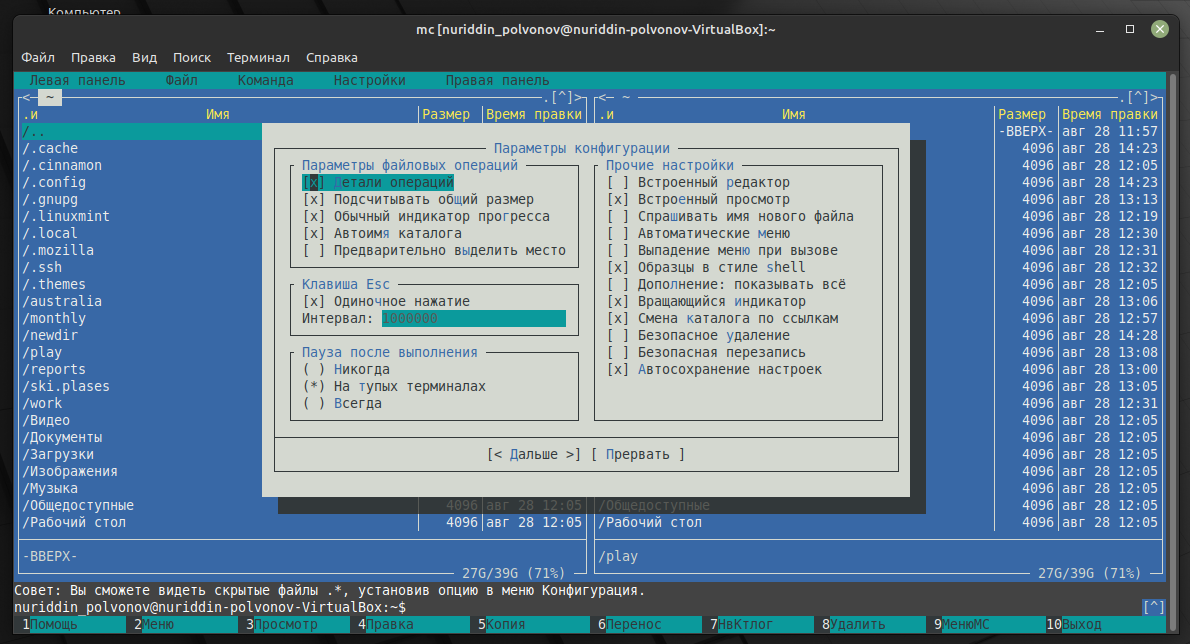 Компьютер
mc [nuriddin_polvonov@nuriddin-polvonov-VirtualBox]:~
Файл Правка Вид Поиск Терминал Справка
Левая панель Файл Команда Настройки Правая панель
<─ ~ .[^]> <─ ~ .[^]>
.и Имя Размер Время правки .и Имя Размер Время правки
/.. -ВВЕРХ- авг 28 11:57
/.cache Параметры конфигурации 4096 авг 28 14:23
/.cinnamon Параметры файловых операций Прочие настройки 4096 авг 28 12:05
/.config [x] Детали операций [ ] Встроенный редактор 4096 авг 28 14:23
/.gnupg [x] Подсчитывать общий размер [x] Встроенный просмотр 4096 авг 28 13:13
/.linuxmint [x] Обычный индикатор прогресса [ ] Спрашивать имя нового файла 4096 авг 28 12:19
/.local [x] Автоимя каталога [ ] Автоматические меню 4096 авг 28 12:30
/.mozilla [ ] Предварительно выделить место [ ] Выпадение меню при вызове 4096 авг 28 12:31
/.ssh [x] Образцы в стиле shell 4096 авг 28 12:32
/.themes Клавиша Esc [ ] Дополнение: показывать всё 4096 авг 28 12:05
/australia [x] Одиночное нажатие [x] Вращающийся индикатор 4096 авг 28 13:06
/monthly Интервал: 1000000 [x] Смена каталога по ссылкам 4096 авг 28 12:57
/newdir [ ] Безопасное удаление 4096 авг 28 14:28
/play Пауза после выполнения [ ] Безопасная перезапись 4096 авг 28 13:08
/reports ( ) Никогда [x] Автосохранение настроек 4096 авг 28 13:00
/ski.plases (*) На тупых терминалах 4096 авг 28 13:05
/work ( ) Всегда 4096 авг 28 12:31
/Видео 4096 авг 28 12:05
/Документы 4096 авг 28 12:05
/Загрузки [< Дальше >] [ Прервать ] 4096 авг 28 12:05
/Изображения 4096 авг 28 12:05
/Музыка 4096 авг 28 12:05
/Общедоступные 4096 авг 28 12:05 /Общедоступные 4096 авг 28 12:05
/Рабочий стол 4096 авг 28 12:05 /Рабочий стол 4096 авг 28 12:05
-ВВЕРХ- /play
27G/39G (71%) 27G/39G (71%)
Совет: Вы сможете видеть скрытые файлы .*, установив опцию в меню Конфигурация.
nuriddin_polvonov@nuriddin-polvonov-VirtualBox:~$ [^]
1Помощь 2Меню 3Просмотр 4Правка 5Копия 6Перенос 7НвКтлог 8Удалить 9МенюMC 10Выход